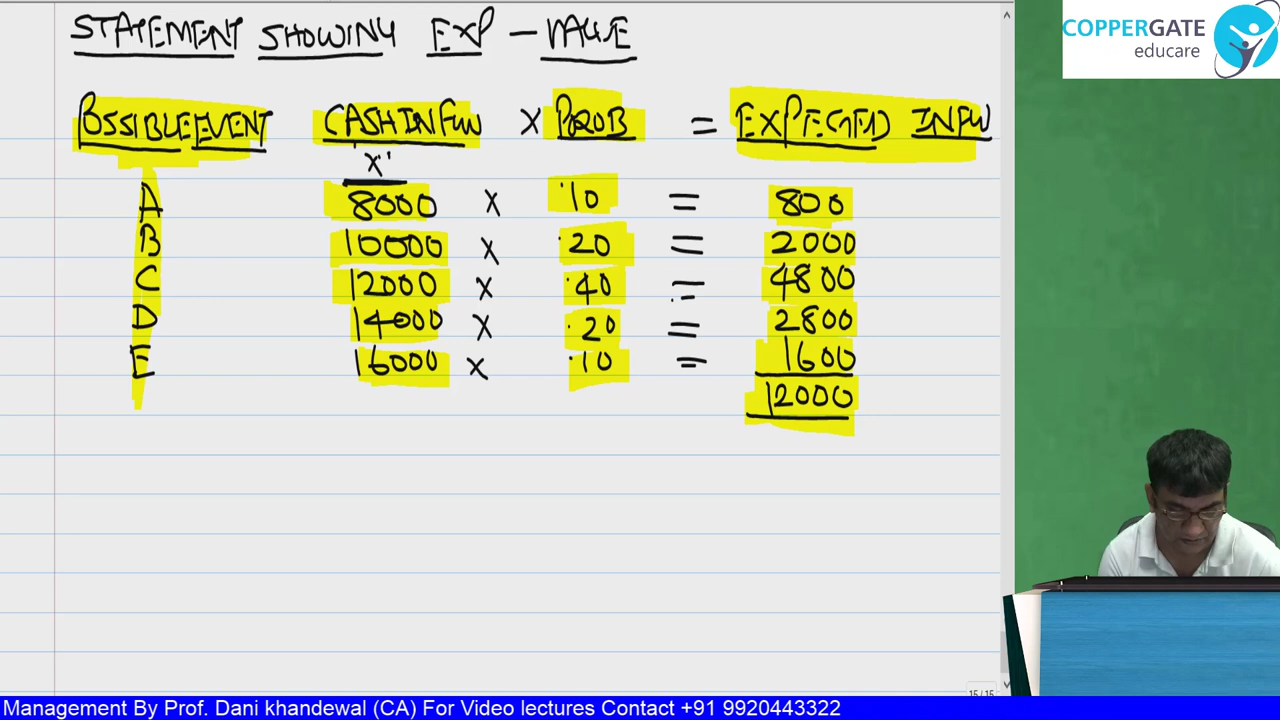 STATEMENT SHOWING EXP - VALUE
POSSIBLE EVENT CASH INFLOW X PROB = EXPECTED INFLOW
'X'
A 8000 X .10 = 800
B 10000 X .20 = 2000
C 12000 X .40 = 4800
D 14000 X .20 = 2800
E 16000 X .10 = 1600
12000
COPPERGATE
educare
15/15
Management By Prof. Dani khandewal (CA) For Video lectures Contact +91 9920443322